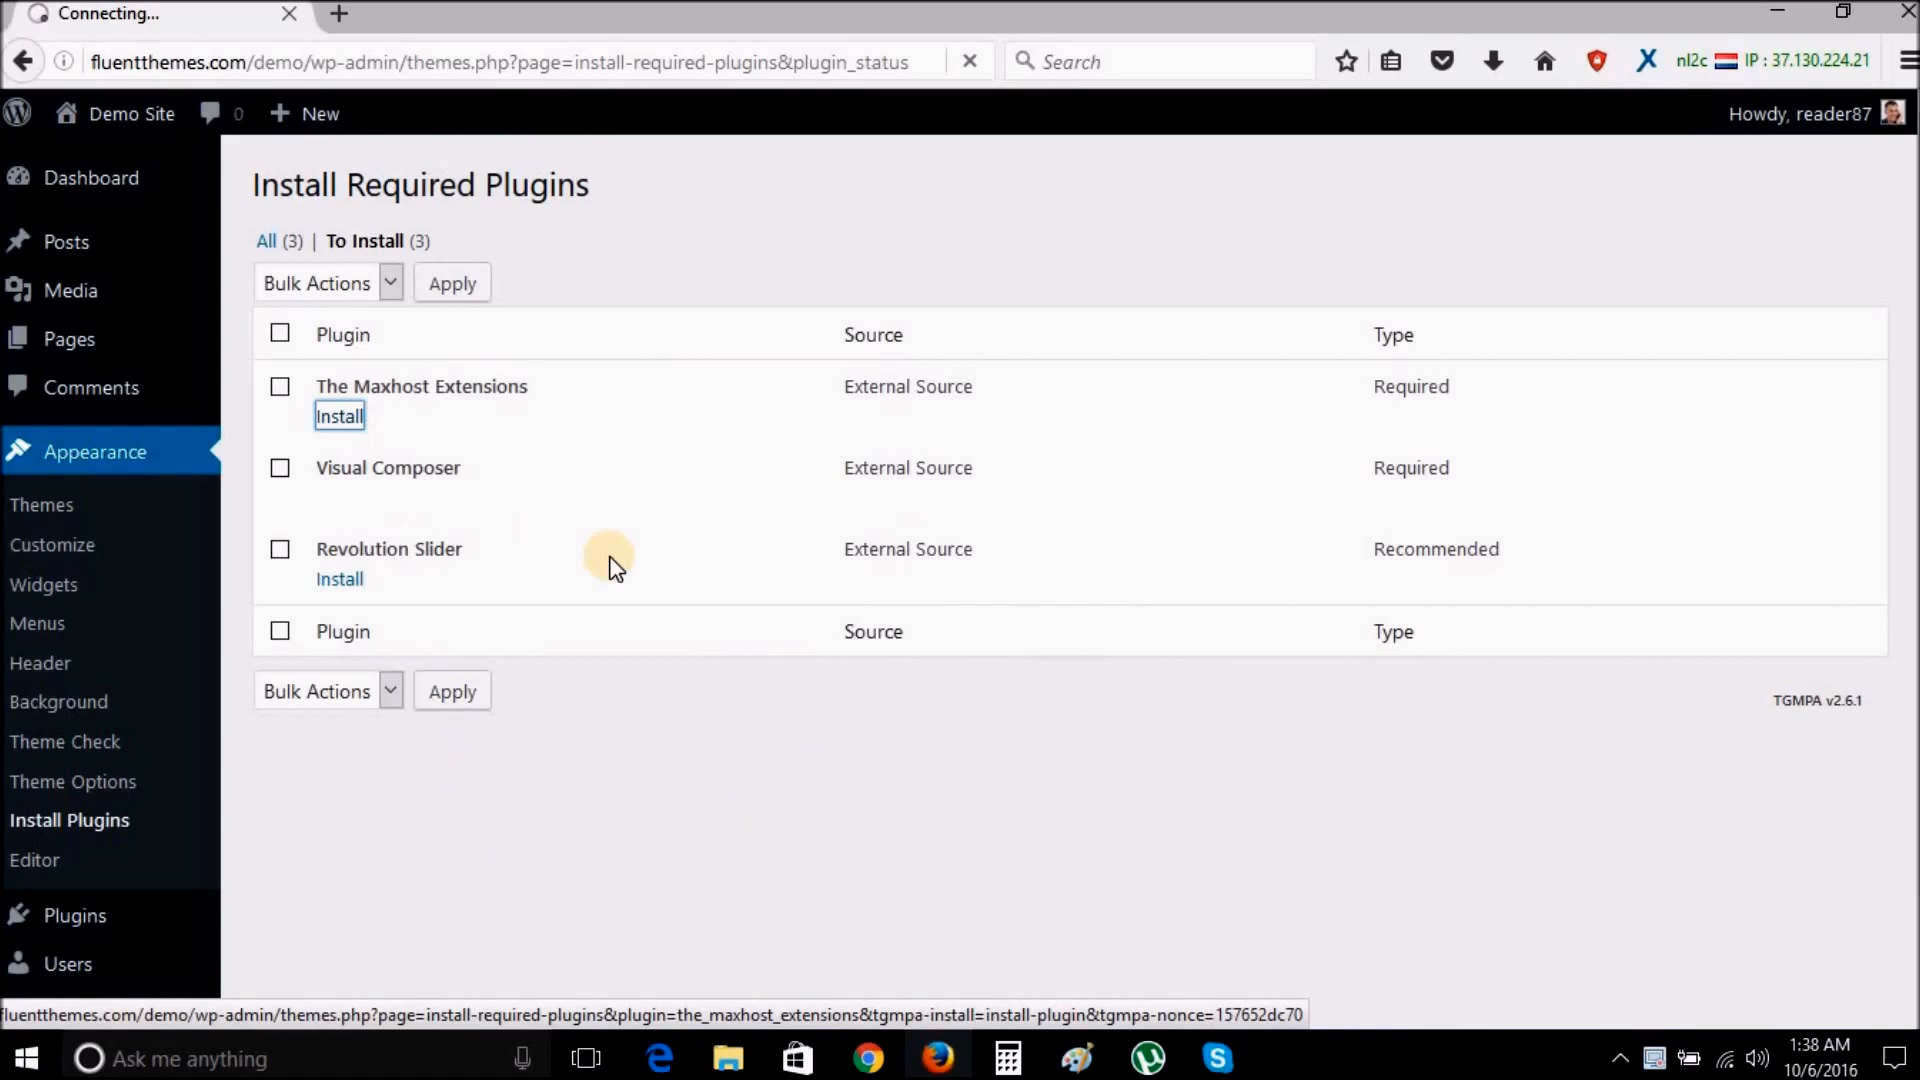 Connecting...
fluentthemes.com/demo/wp-admin/themes.php?page=install-required-plugins&plugin_status
Search
nl2c IP : 37.130.224.21
Demo Site 0 New
Howdy, reader87
Dashboard
Posts
Media
Pages
Comments
Appearance
Themes
Customize
Widgets
Menus
Header
Background
Theme Check
Theme Options
Install Plugins
Editor
Plugins
Users
Install Required Plugins
All (3) | To Install (3)
Bulk Actions Apply
Plugin Source Type
The Maxhost Extensions External Source Required
Install
Visual Composer External Source Required
Revolution Slider External Source Recommended
Install
Plugin Source Type
Bulk Actions Apply
TGMPA v2.6.1
fluentthemes.com/demo/wp-admin/themes.php?page=install-required-plugins&plugin=the_maxhost_extensions&tgmpa-install=install-plugin&tgmpa-nonce=157652dc70
Ask me anything
1:38 AM
10/6/2016